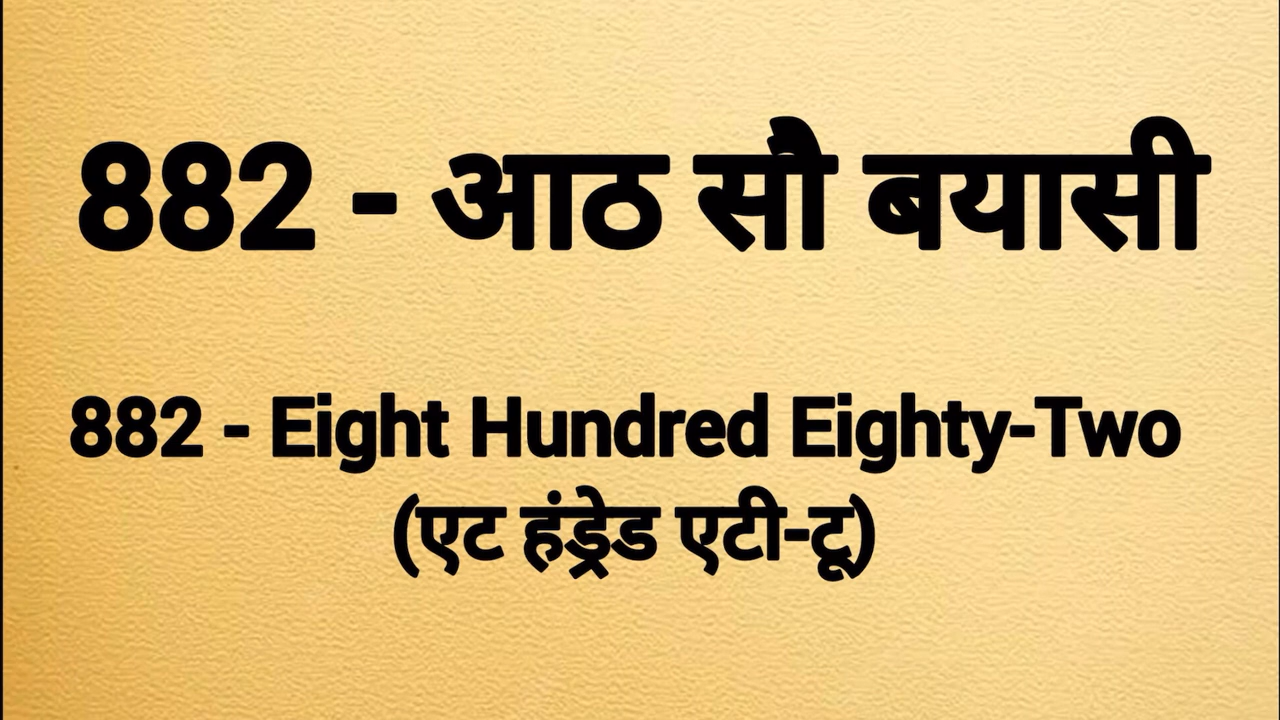 882 - आठ सौ बयासी
882 - Eight Hundred Eighty-Two
(एट हंड्रेड एटी-टू)